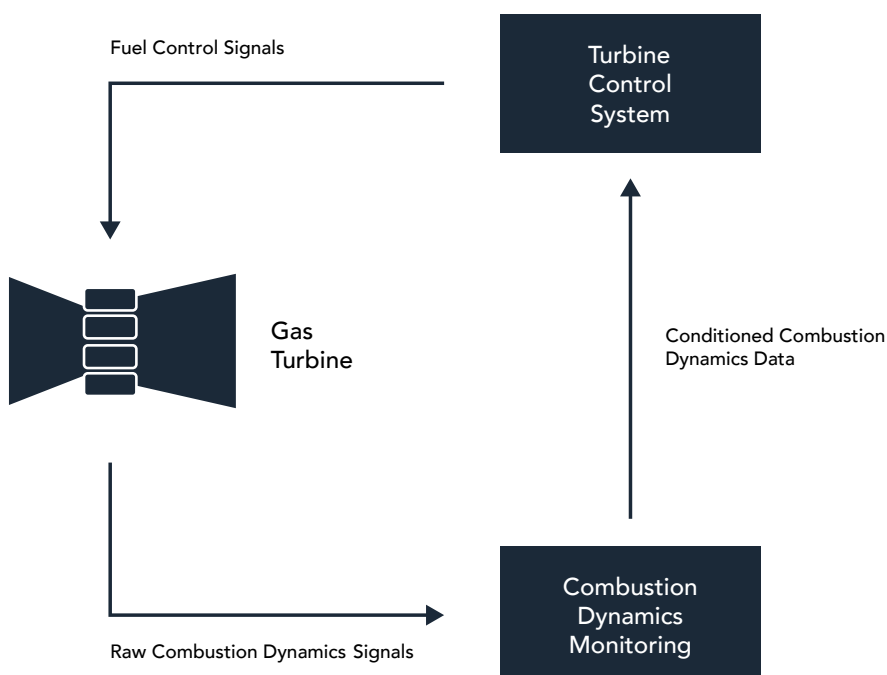 Fuel Control Signals
Turbine
Control
System
Gas
Turbine
Conditioned Combustion
Dynamics Data
Combustion
Dynamics
Monitoring
Raw Combustion Dynamics Signals